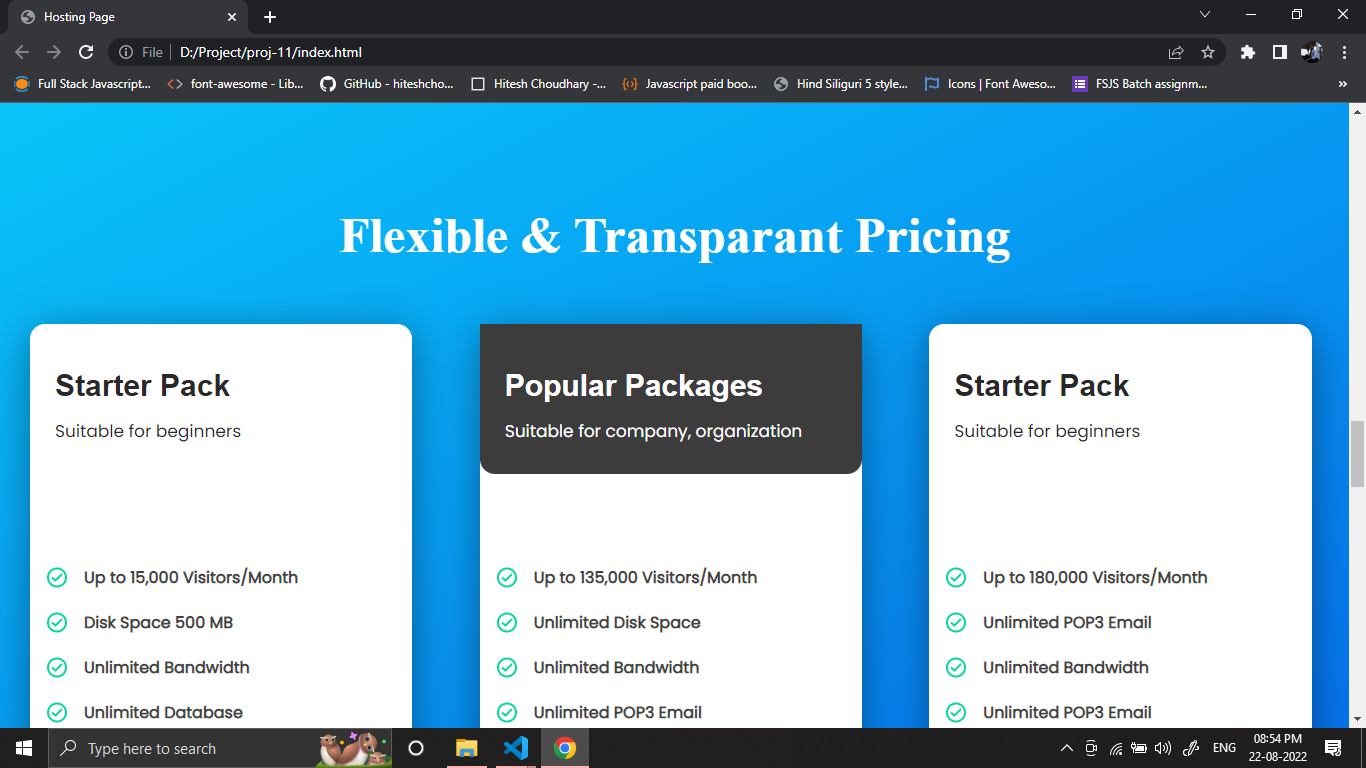 Hosting Page
File
D:/Project/proj-11/index.html
Full Stack Javascript...
font-awesome - Lib...
GitHub - hiteshcho...
Hitesh Choudhary -...
Javascript paid boo...
Hind Siliguri 5 style...
Icons | Font Aweso...
FSJS Batch assignm...
»
Flexible & Transparant Pricing
Starter Pack
Suitable for beginners
Up to 15,000 Visitors/Month
Disk Space 500 MB
Unlimited Bandwidth
Unlimited Database
Popular Packages
Suitable for company, organization
Up to 135,000 Visitors/Month
Unlimited Disk Space
Unlimited Bandwidth
Unlimited POP3 Email
Starter Pack
Suitable for beginners
Up to 180,000 Visitors/Month
Unlimited POP3 Email
Unlimited Bandwidth
Unlimited POP3 Email
Type here to search
ENG
08:54 PM
22-08-2022